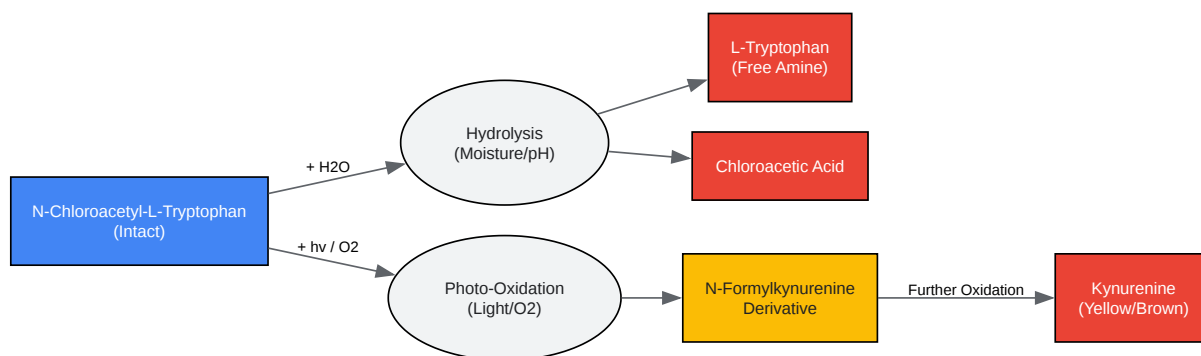 N-Chloroacetyl-L-Tryptophan
(Intact)
+ H2O
Hydrolysis
(Moisture/pH)
L-Tryptophan
(Free Amine)
Chloroacetic Acid
+ hv / O2
Photo-Oxidation
(Light/O2)
N-Formylkynurenine
Derivative
Further Oxidation
Kynurenine
(Yellow/Brown)